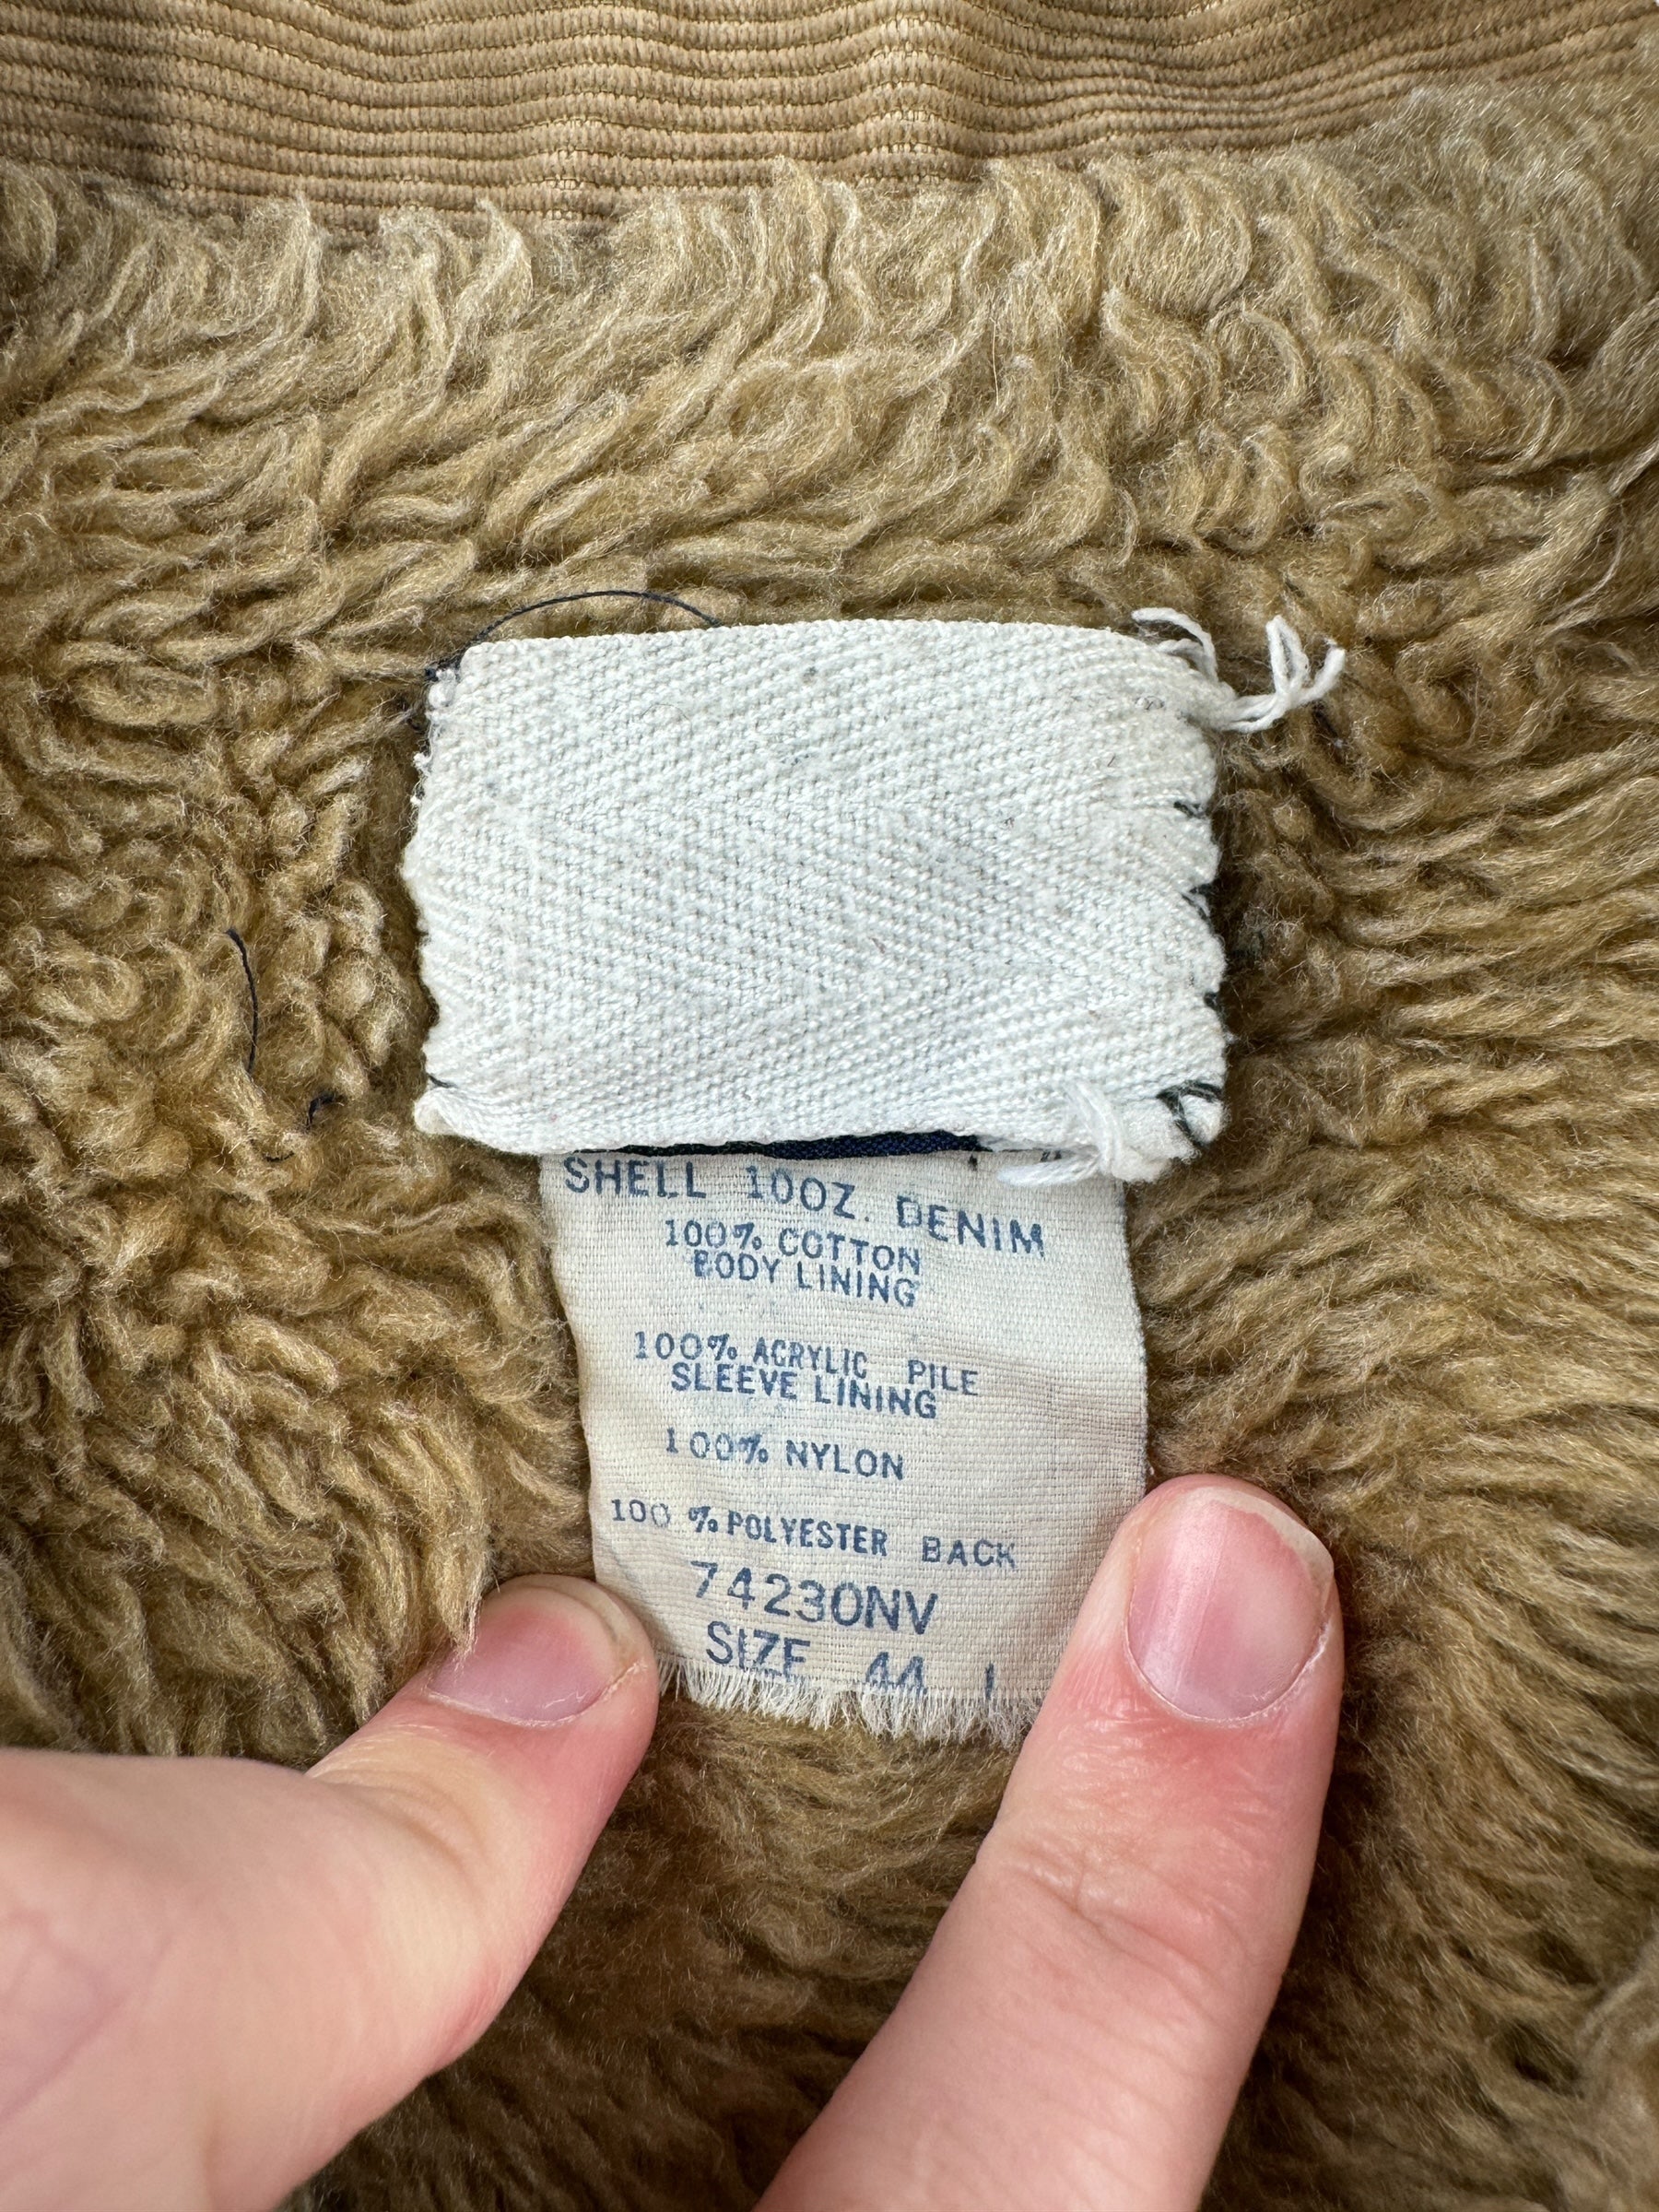 SHELL 10OZ. DENIM
100% COTTON
BODY LINING
100% ACRYLIC PILE
SLEEVE LINING
100% NYLON
100 % POLYESTER BACK
74230NV
SIZE 44